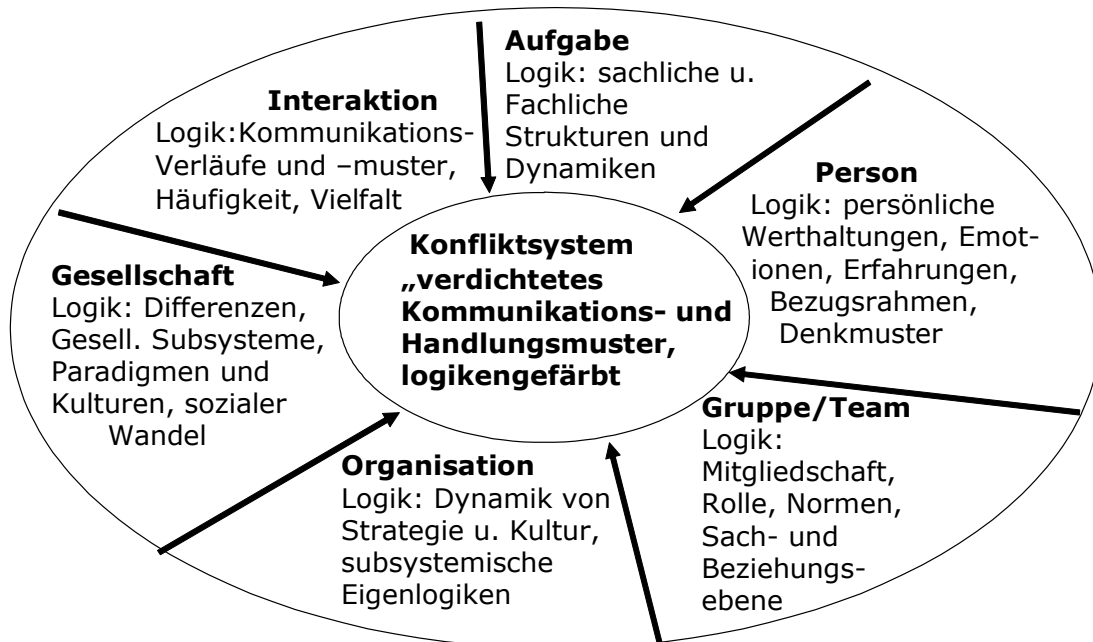 Aufgabe
Logik: sachliche u.
Fachliche
Strukturen und
Dynamiken
Interaktion
Logik:Kommunikations-
Verläufe und –muster,
Häufigkeit, Vielfalt
Person
Logik: persönliche
Werthaltungen, Emot-
ionen, Erfahrungen,
Bezugsrahmen,
Denkmuster
Konfliktsystem
„verdichtetes
Kommunikations- und
Handlungsmuster,
logikengefärbt
Gesellschaft
Logik: Differenzen,
Gesell. Subsysteme,
Paradigmen und
Kulturen, sozialer
Wandel
Gruppe/Team
Logik:
Mitgliedschaft,
Rolle, Normen,
Sach- und
Beziehungs-
ebene
Organisation
Logik: Dynamik von
Strategie u. Kultur,
subsystemische
Eigenlogiken